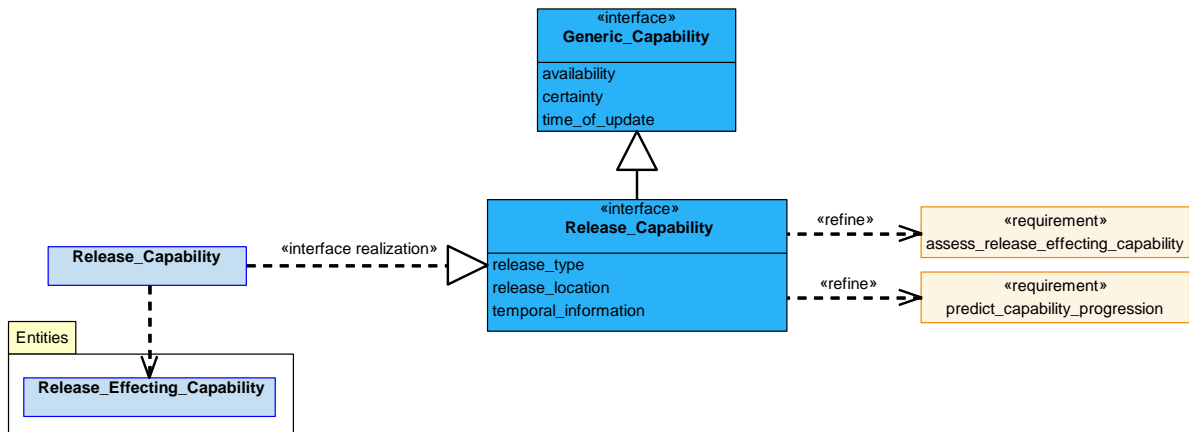 «interface»
Generic_Capability
availability
certainty
time_of_update
«interface»
Release_Capability
release_type
release_location
temporal_information
«refine»
«requirement»
assess_release_effecting_capability
«refine»
«requirement»
predict_capability_progression
«interface realization»
Release_Capability
Entities
Release_Effecting_Capability